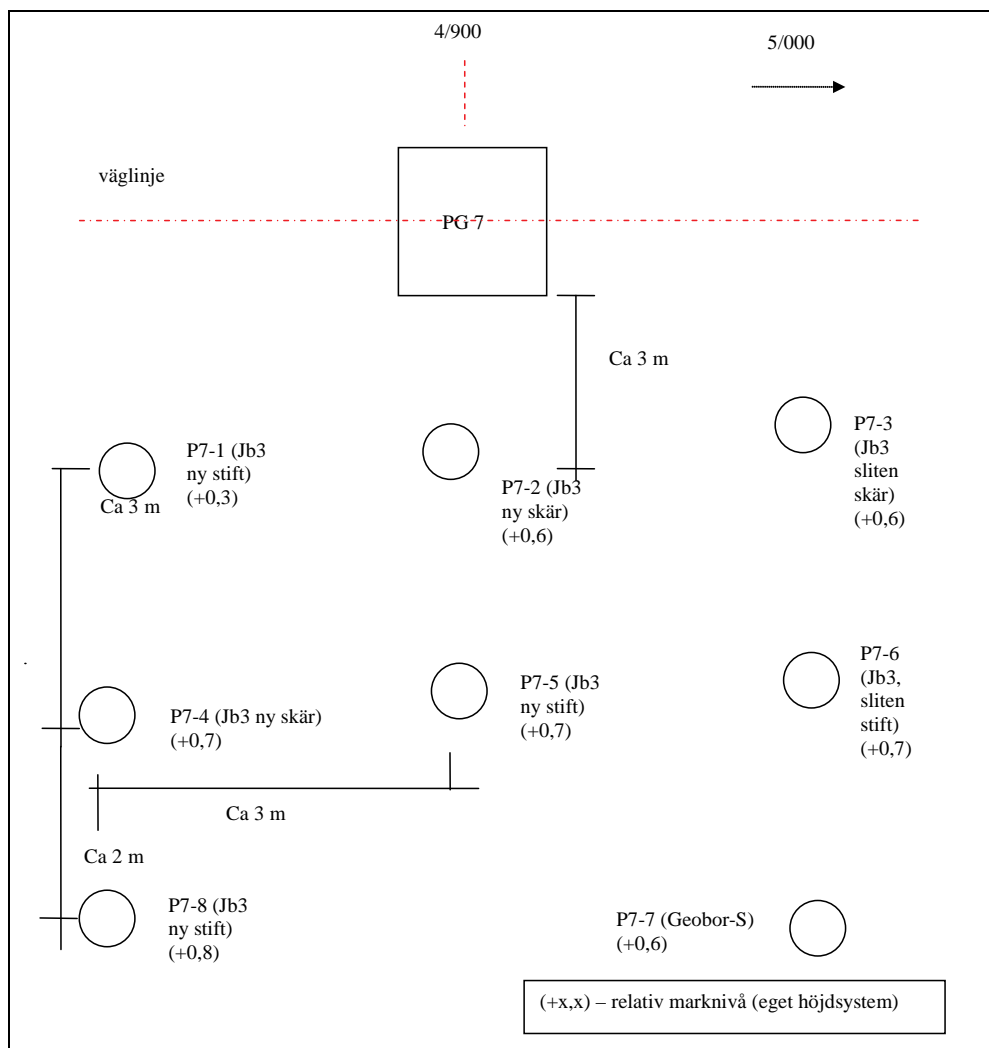 4/900
5/000
väglinje
PG 7
Ca 3 m
P7-1 (Jb3
ny stift)
(+0,3)
Ca 3 m
P7-2 (Jb3
ny skär)
(+0,6)
P7-3
(Jb3
sliten
skär)
(+0,6)
P7-4 (Jb3 ny skär)
(+0,7)
P7-5 (Jb3
ny stift)
(+0,7)
P7-6
(Jb3,
sliten
stift)
(+0,7)
Ca 3 m
Ca 2 m
P7-8 (Jb3
ny stift)
(+0,8)
P7-7 (Geobor-S)
(+0,6)
(+x,x) – relativ marknivå (eget höjdsystem)